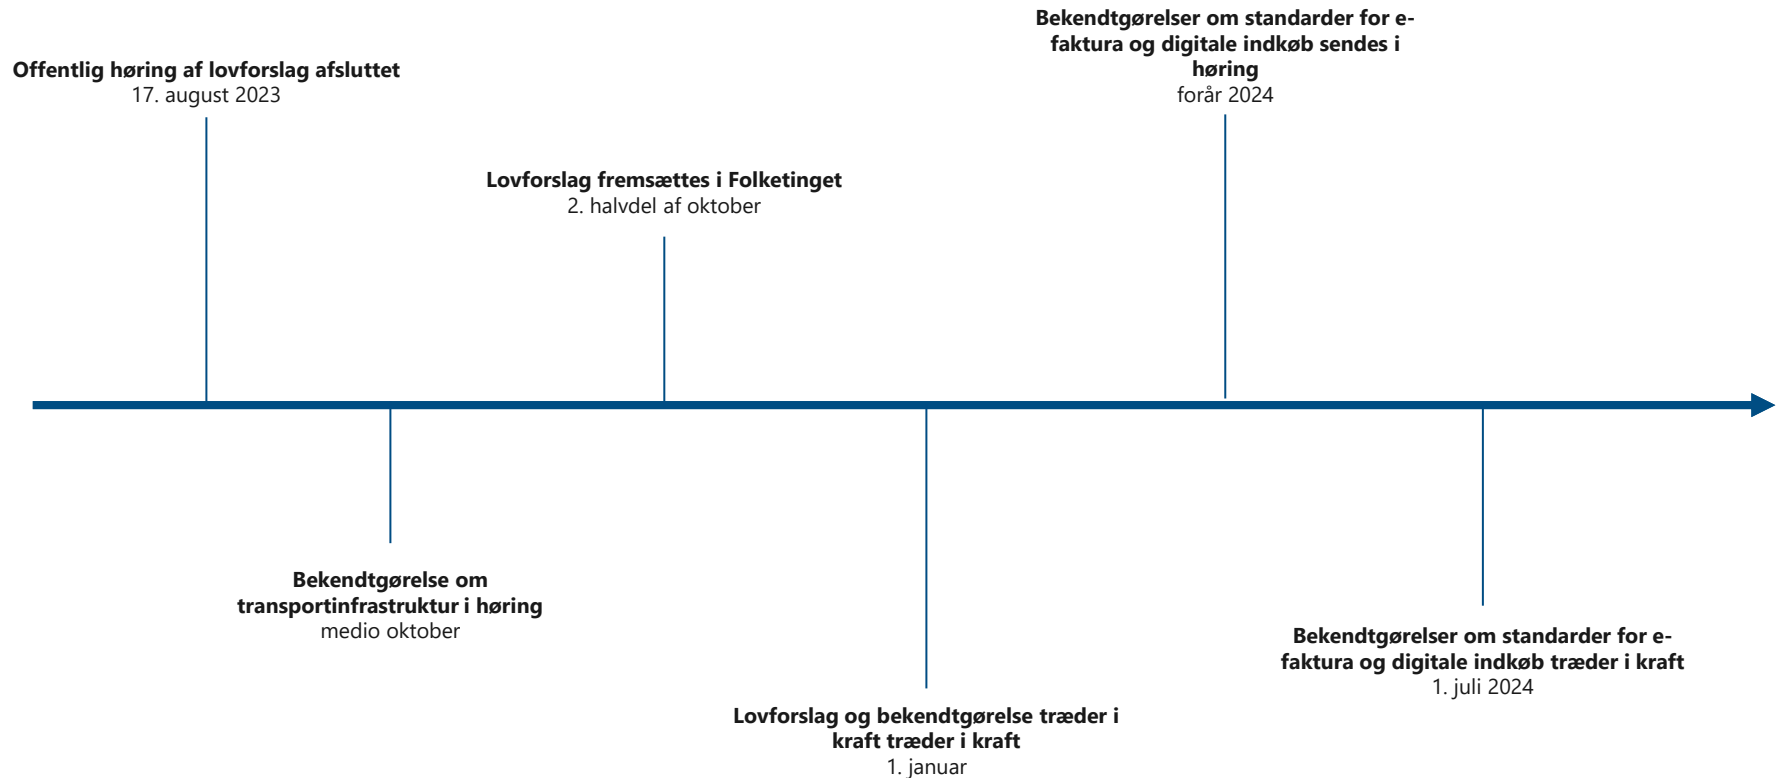 Offentlig høring af lovforslag afsluttet
17. august 2023
Bekendtgørelse om
transportinfrastruktur i høring
medio oktober
Lovforslag fremsættes i Folketinget
2. halvdel af oktober
Lovforslag og bekendtgørelse træder i
kraft træder i kraft
1. januar
Bekendtgørelser om standarder for e-
faktura og digitale indkøb sendes i
høring
forår 2024
Bekendtgørelser om standarder for e-
faktura og digitale indkøb træder i kraft
1. juli 2024